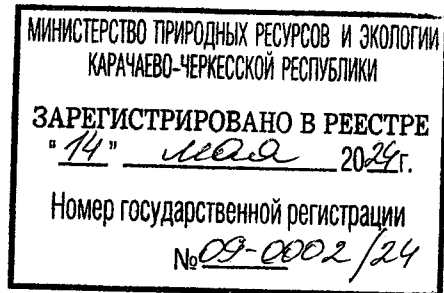 МИНИСТЕРСТВО ПРИРОДНЫХ РЕСУРСОВ И ЭКОЛОГИИ
КАРАЧАЕВО-ЧЕРКЕССКОЙ РЕСПУБЛИКИ
ЗАРЕГИСТРИРОВАНО В РЕЕСТРЕ
"14" мая 2024г.
Номер государственной регистрации
№09-0002/24